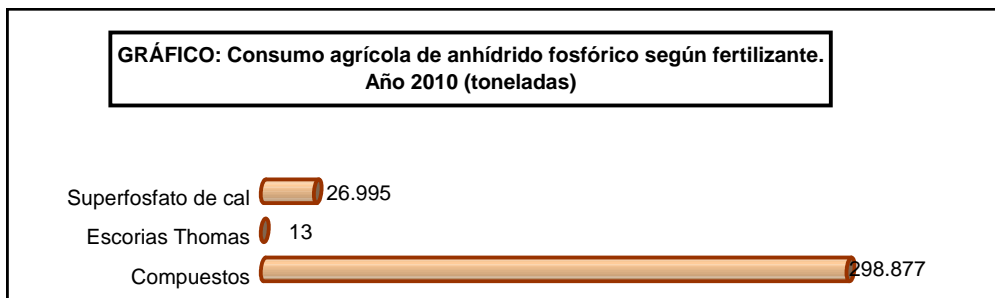 GRÁFICO: Consumo agrícola de anhídrido fosfórico según fertilizante.
Año 2010 (toneladas)
Superfosfato de cal 26.995
Escorias Thomas 13
Compuestos 298.877